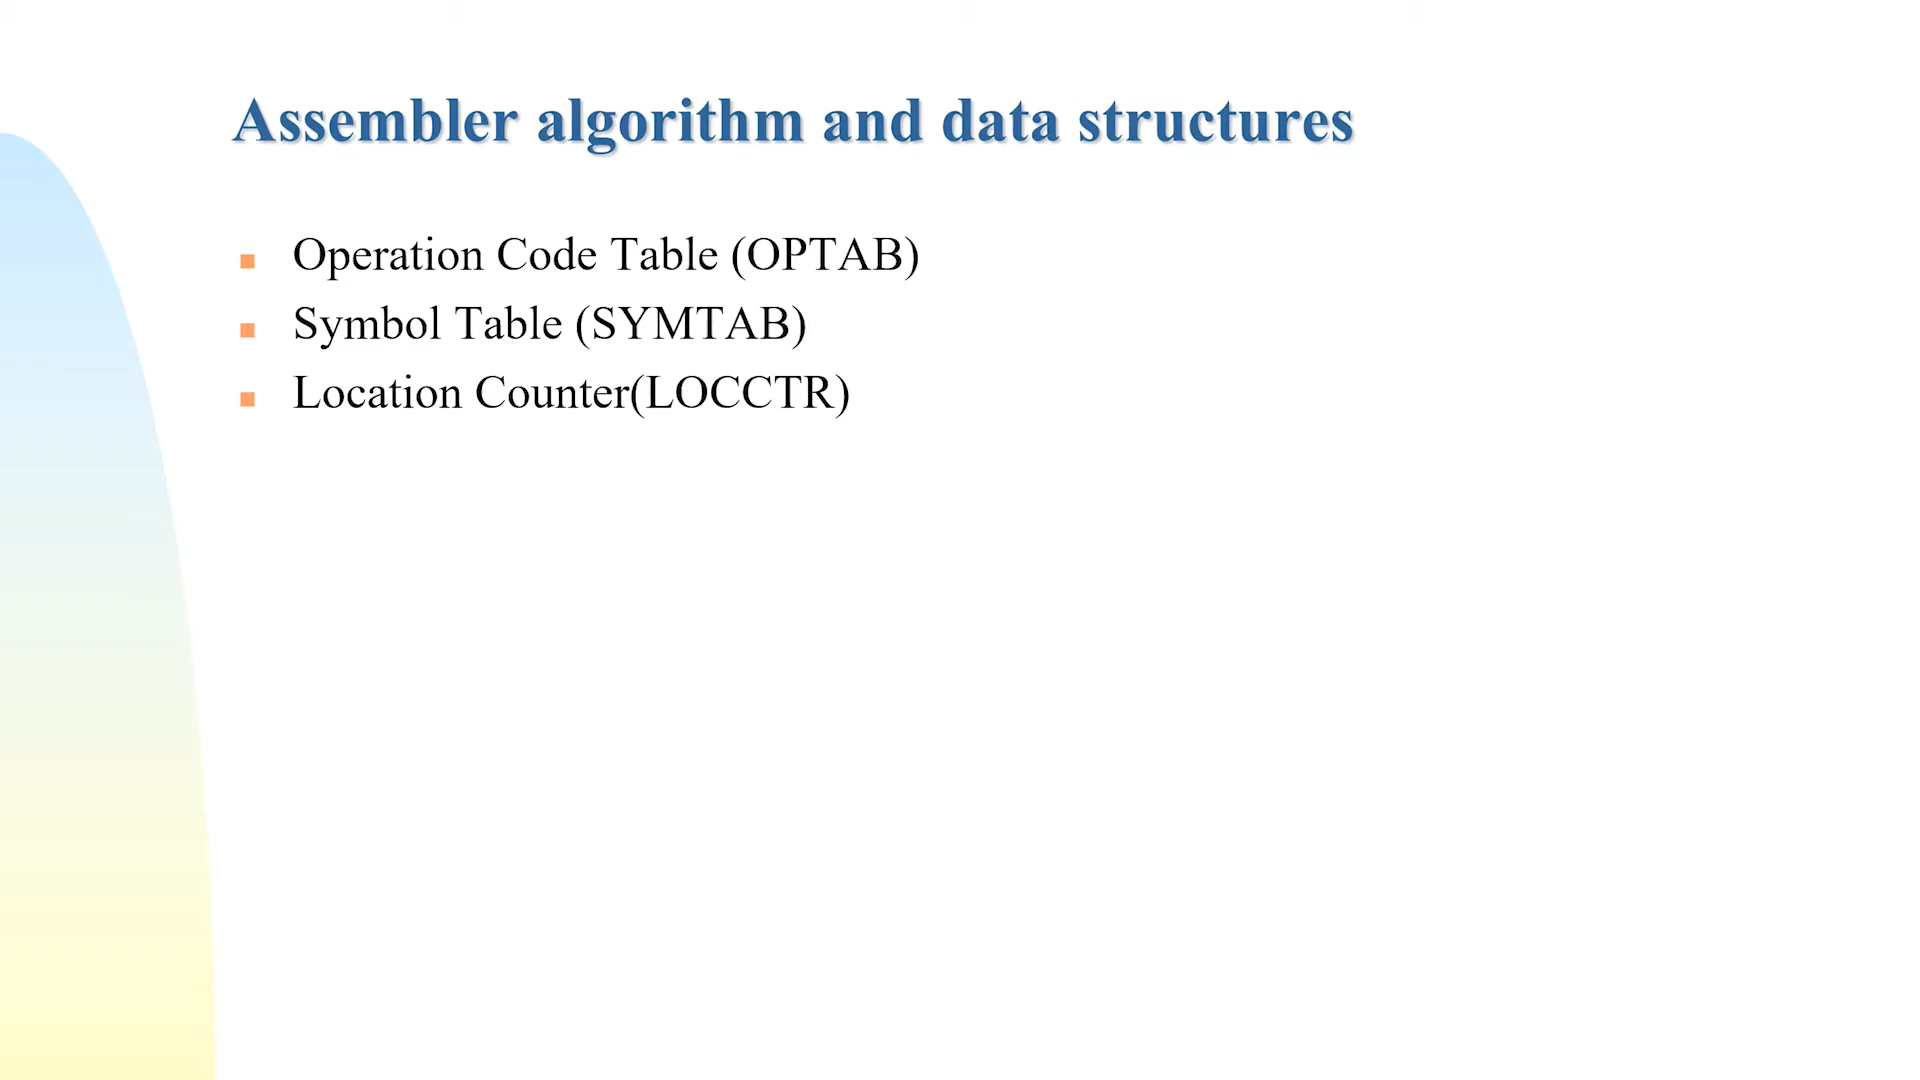 Assembler algorithm and data structures
Operation Code Table (OPTAB)
Symbol Table (SYMTAB)
Location Counter(LOCCTR)